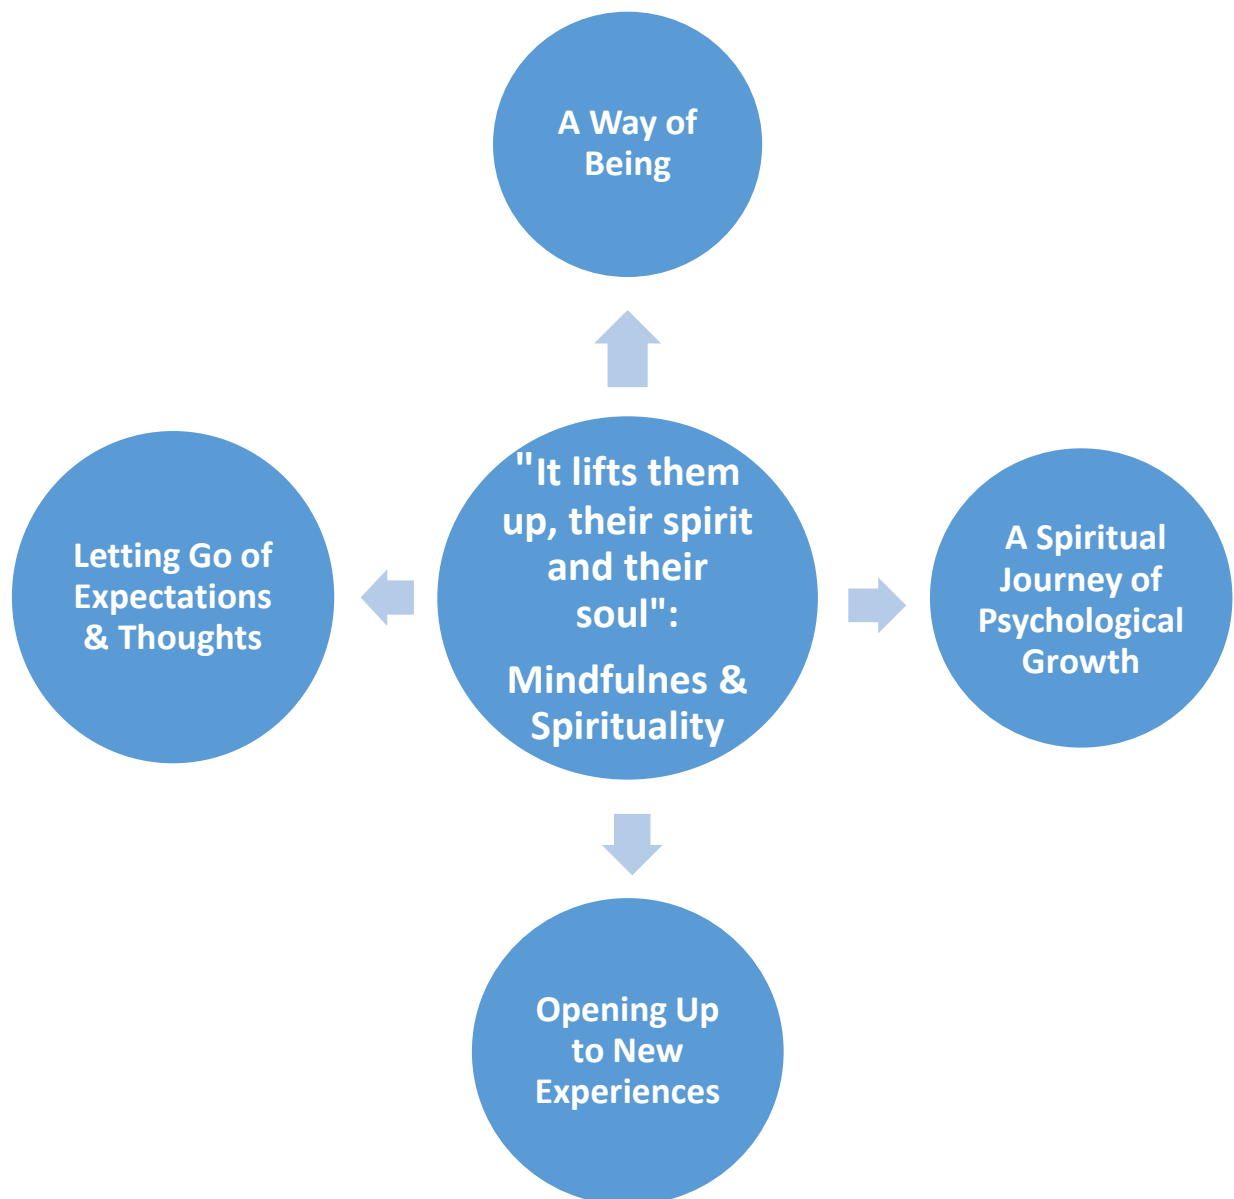 A Way of
Being
"It lifts them
up, their spirit
and their
soul":
Mindfulnes &
Spirituality
Letting Go of
Expectations
& Thoughts
A Spiritual
Journey of
Psychological
Growth
Opening Up
to New
Experiences